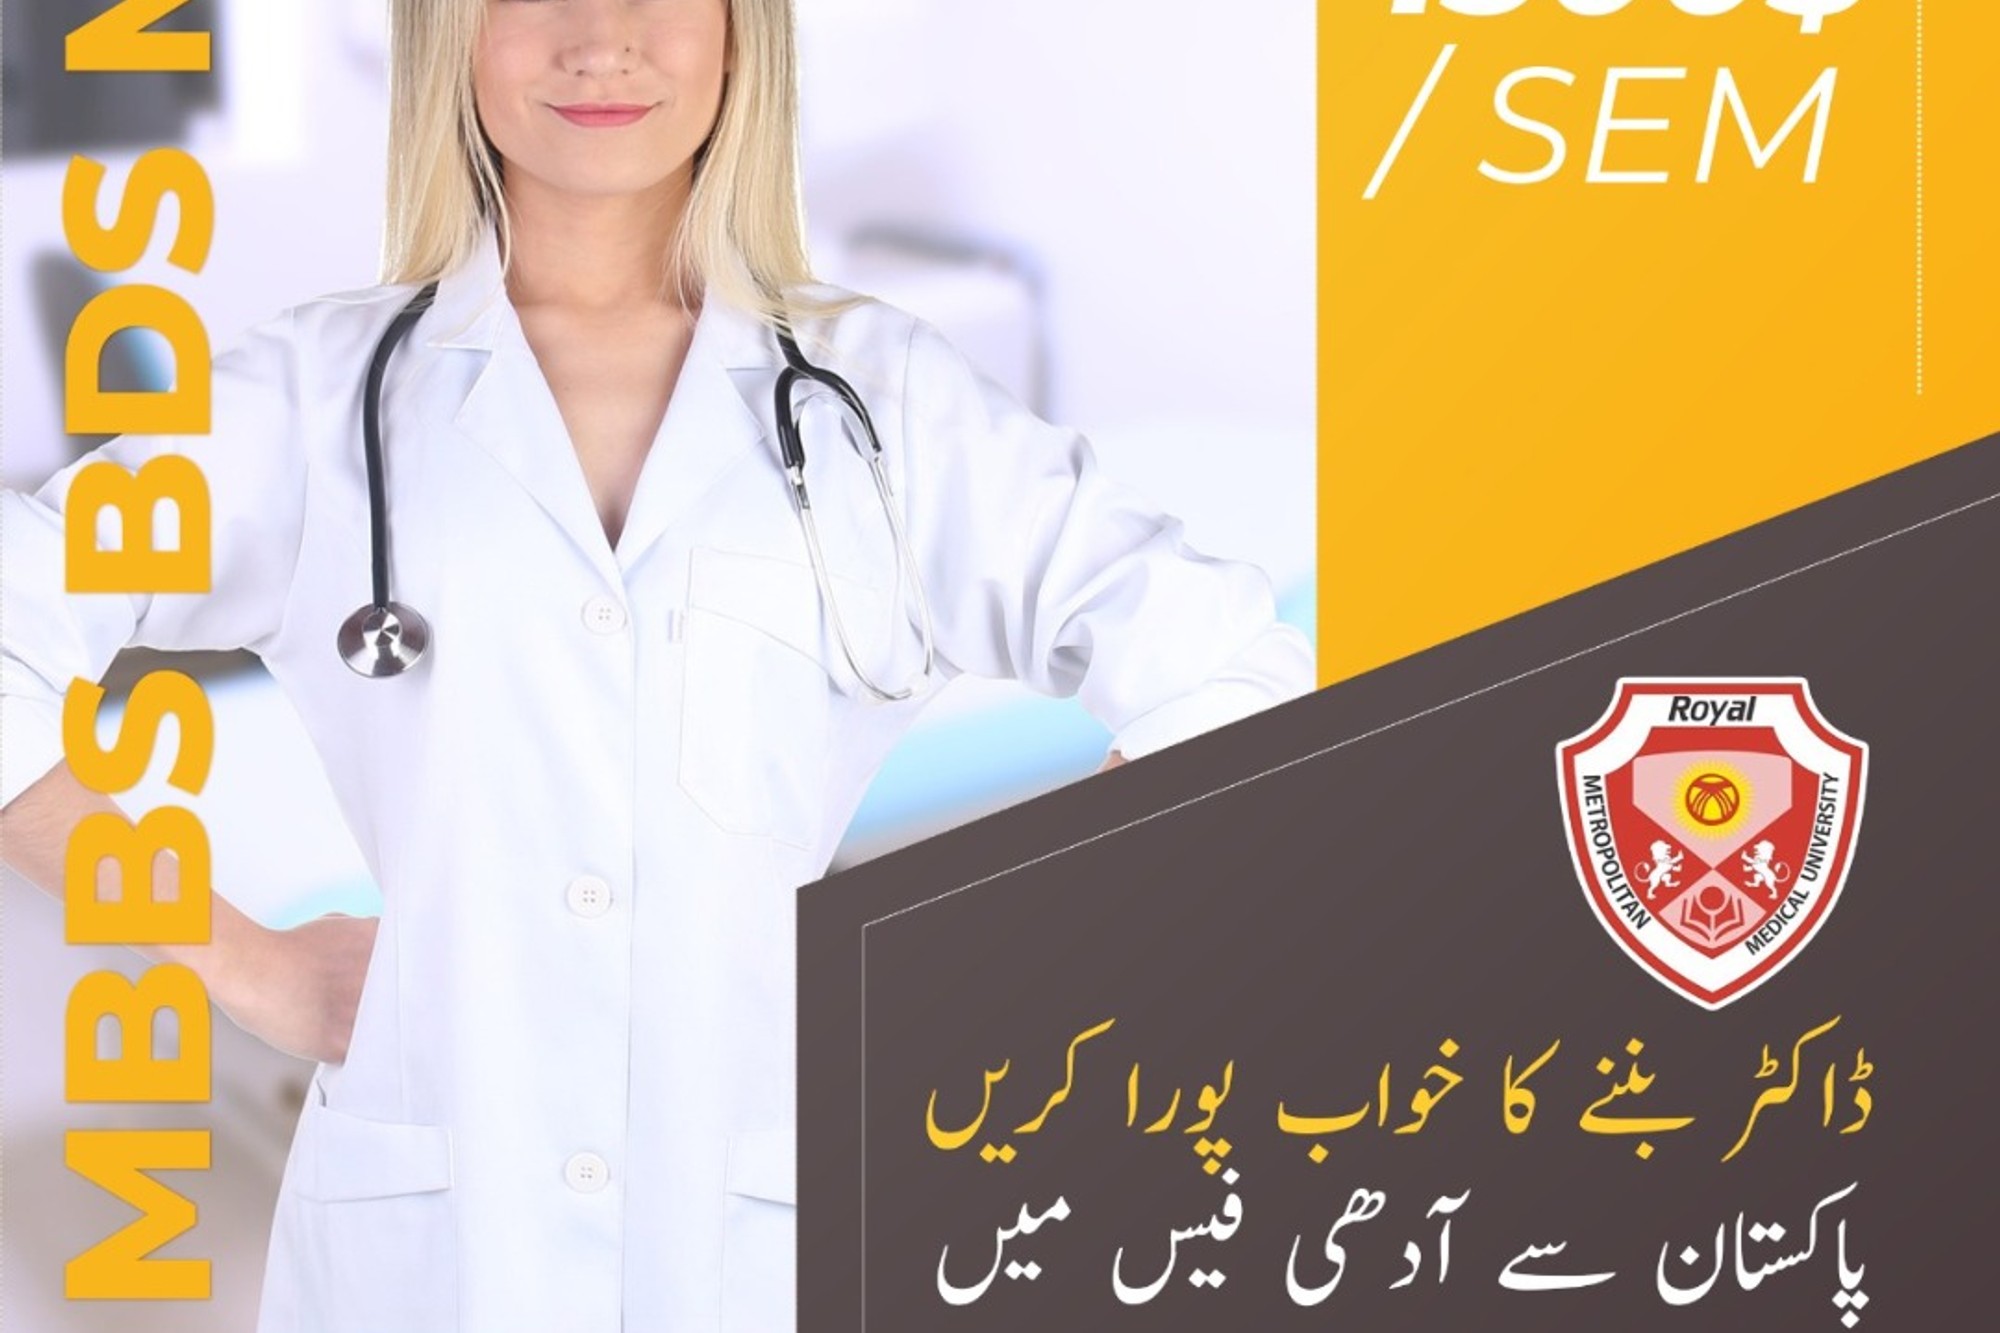 / SEM
MBBS BDS
Royal
METROPOLITAN
MEDICAL UNIVERSITY
ڈاکٹر بننے کا خواب پورا کریں
پاکستان سے آدھی فیس میں